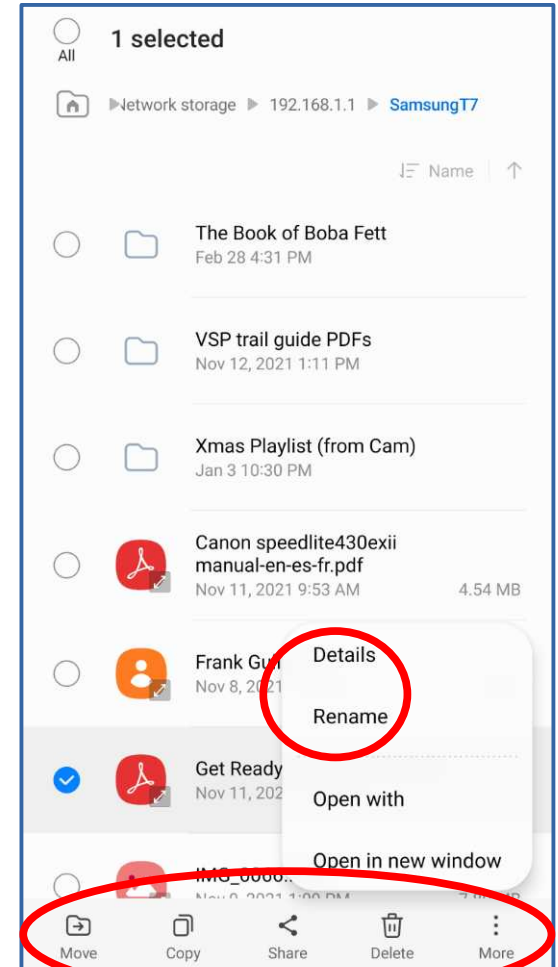 All
1 selected
Network storage ▶ 192.168.1.1 ▶ SamsungT7
Name
The Book of Boba Fett
Feb 28 4:31 PM
VSP trail guide PDFs
Nov 12, 2021 1:11 PM
Xmas Playlist (from Cam)
Jan 3 10:30 PM
Canon speedlite430exii
manual-en-es-fr.pdf
Nov 11, 2021 9:53 AM 4.54 MB
Frank
Nov 8, 2021
Details
Rename
Get Ready
Nov 11, 202
Open with
Open in new window
Move
Copy
Share
Delete
More